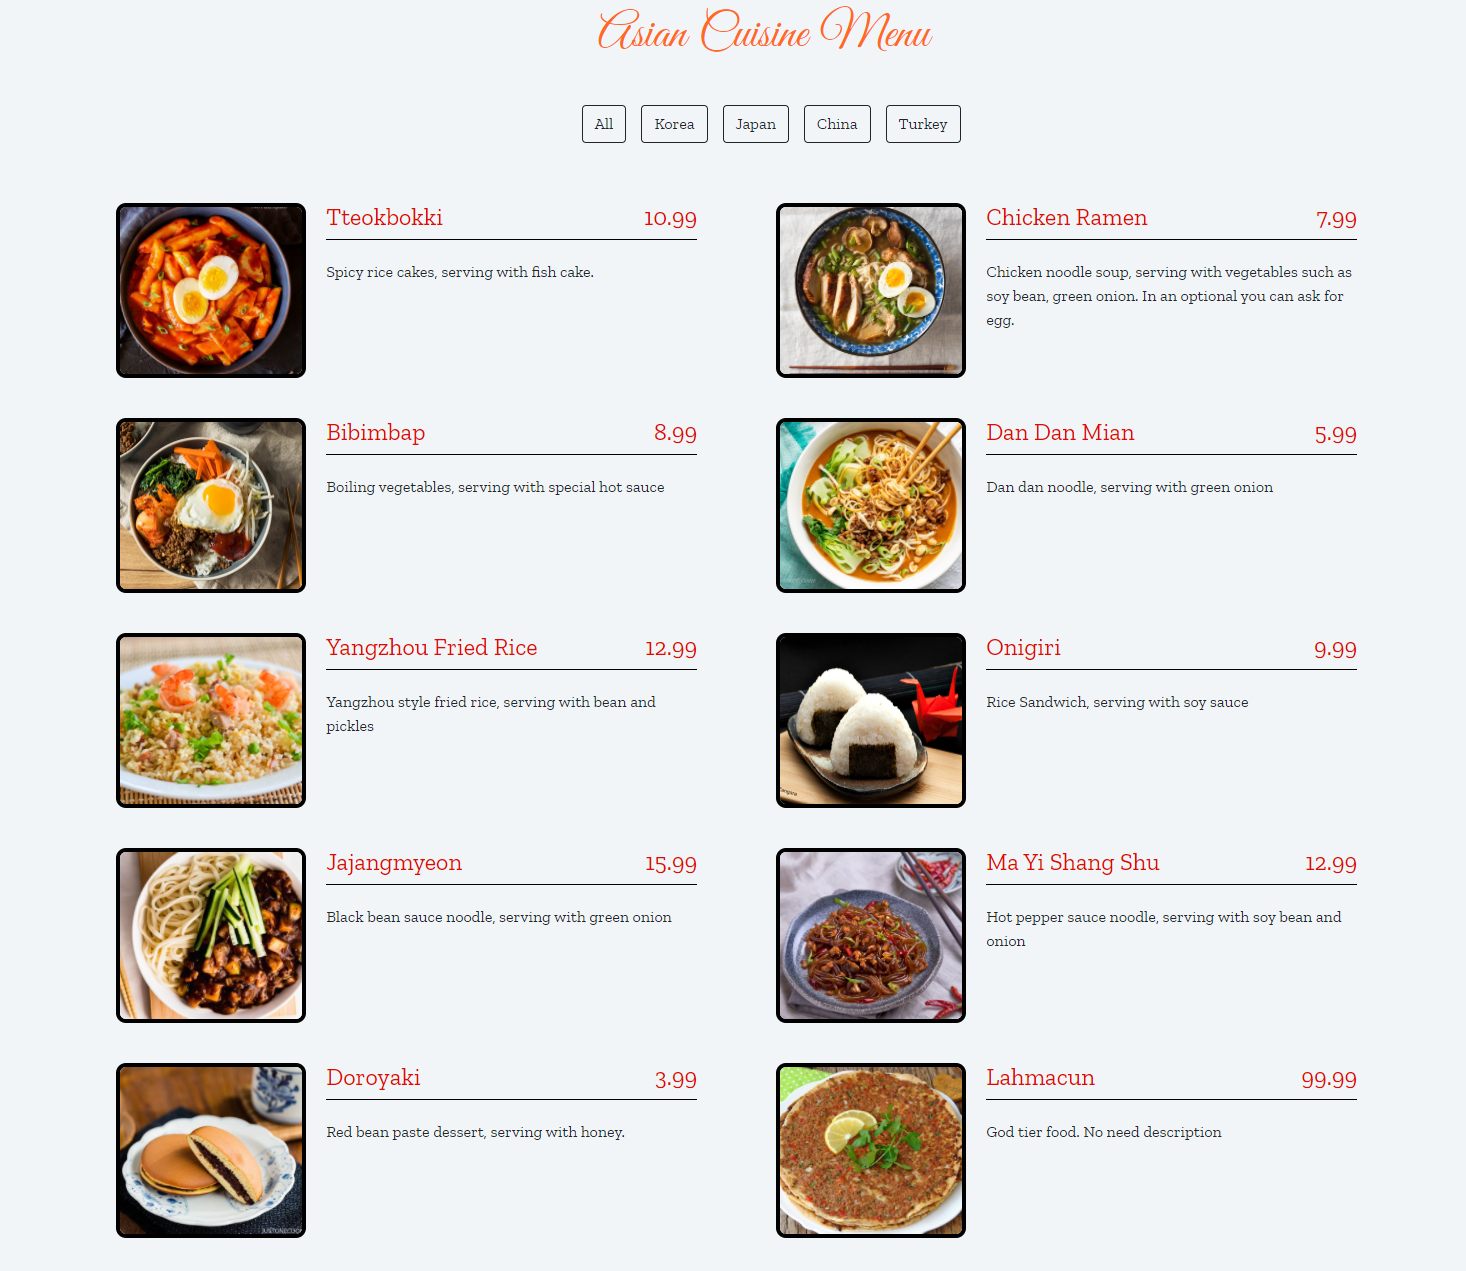 Asian Cuisine Menu
All Korea Japan China Turkey
Tteokbokki 10.99
Spicy rice cakes, serving with fish cake.
Chicken Ramen 7.99
Chicken noodle soup, serving with vegetables such as
soy bean, green onion. In an optional you can ask for
egg.
Bibimbap 8.99
Boiling vegetables, serving with special hot sauce
Dan Dan Mian 5.99
Dan dan noodle, serving with green onion
Yangzhou Fried Rice 12.99
Yangzhou style fried rice, serving with bean and
pickles
Onigiri 9.99
Rice Sandwich, serving with soy sauce
Jajangmyeon 15.99
Black bean sauce noodle, serving with green onion
Ma Yi Shang Shu 12.99
Hot pepper sauce noodle, serving with soy bean and
onion
Doroyaki 3.99
Red bean paste dessert, serving with honey.
Lahmacun 99.99
God tier food. No need description